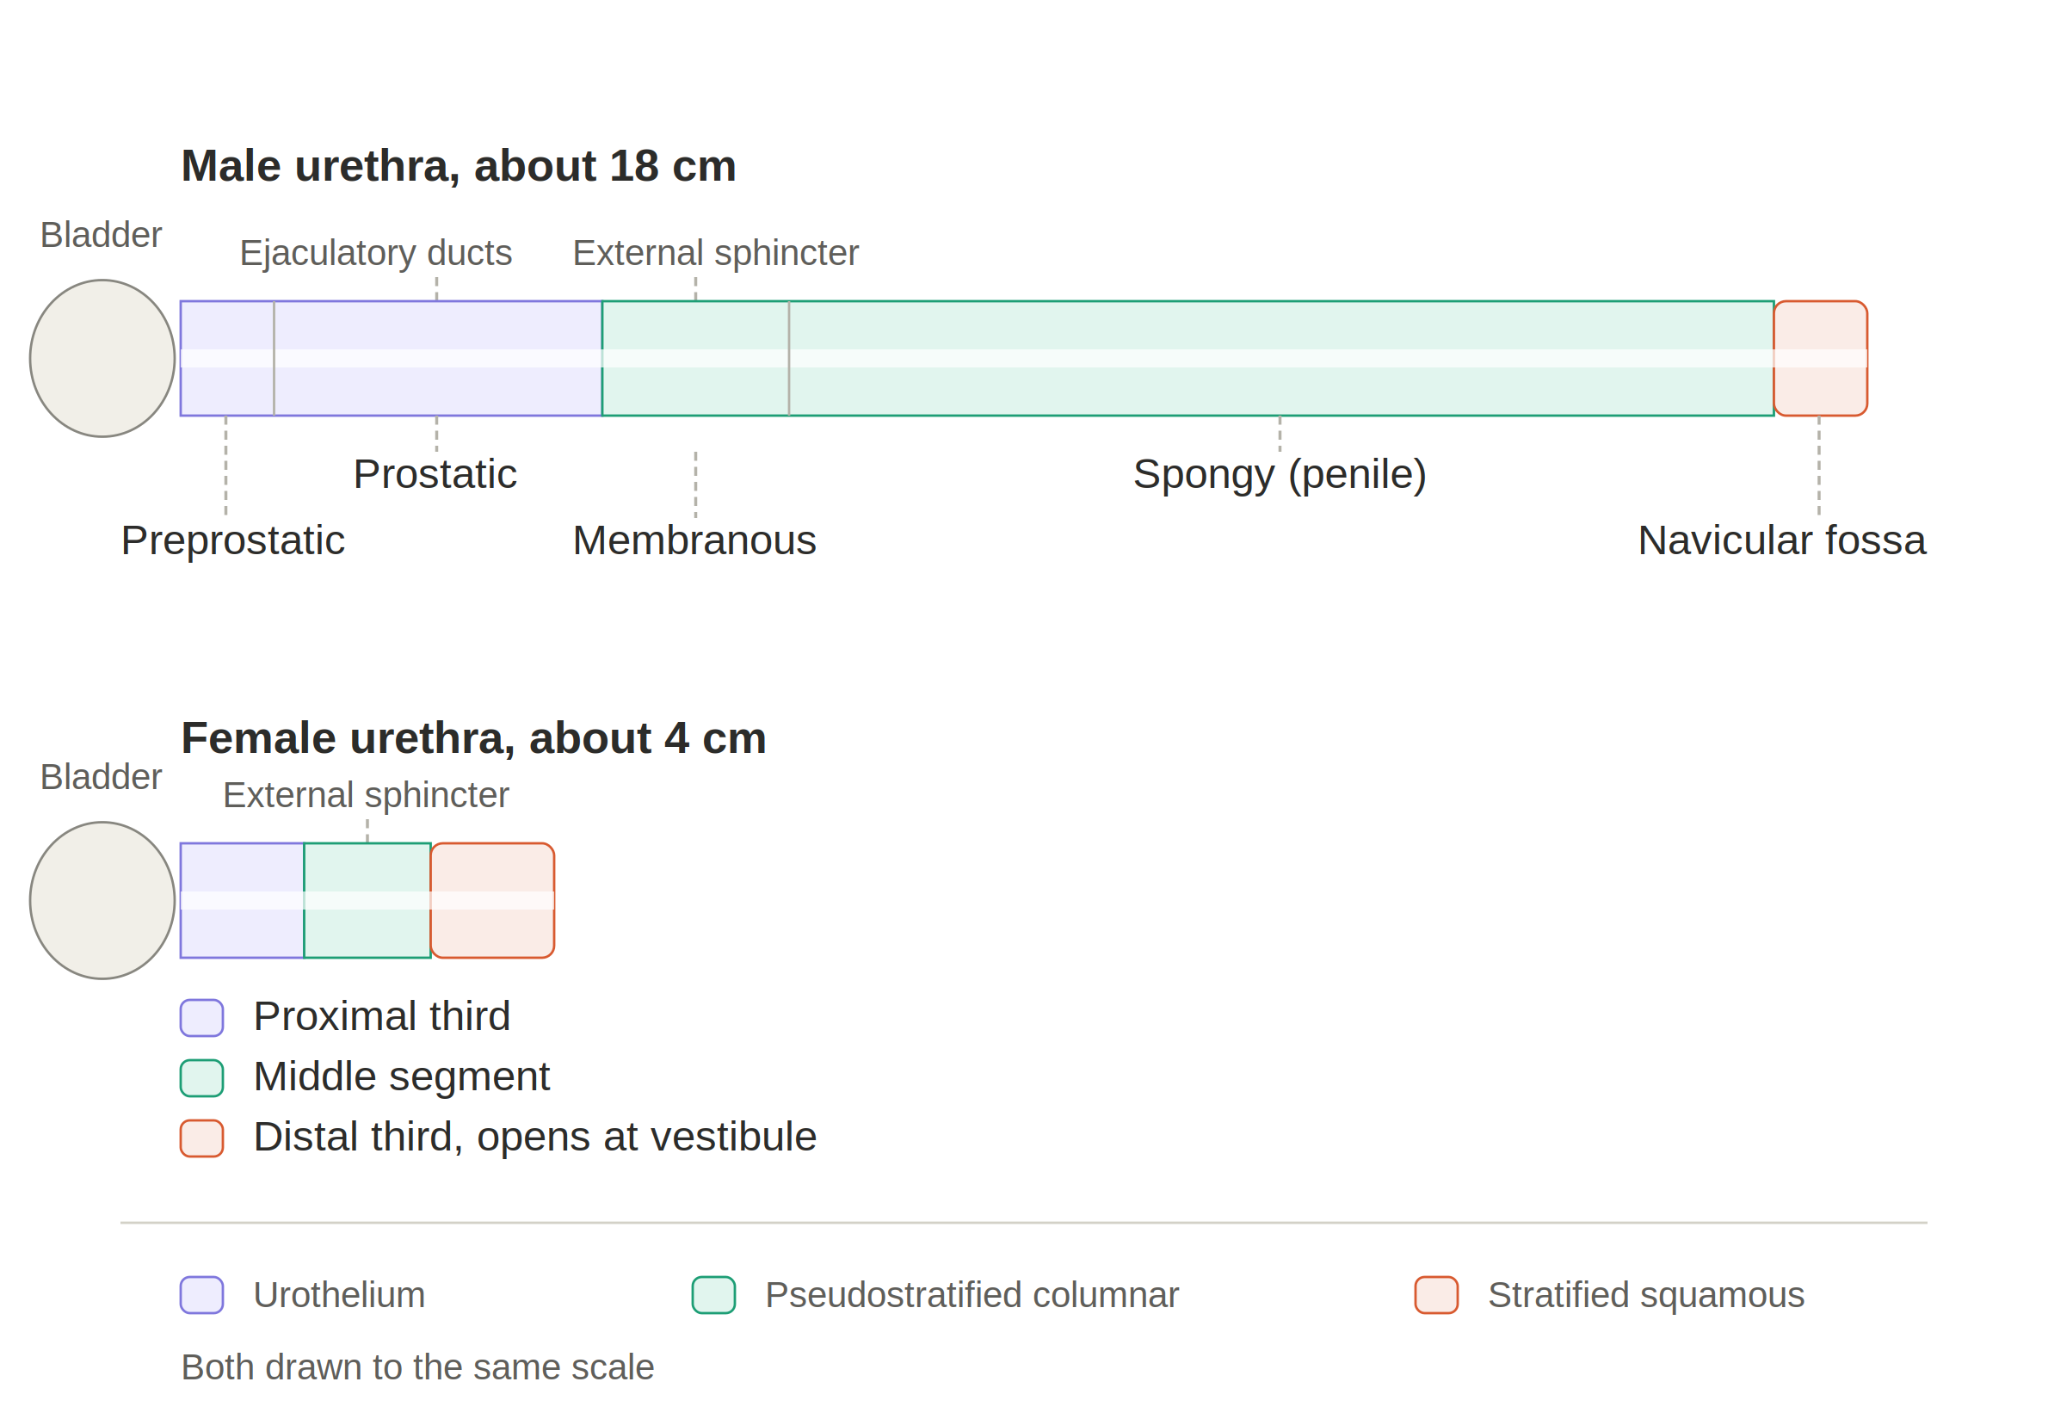 Male urethra, about 18 cm
Bladder
Ejaculatory ducts
External sphincter
Prostatic
Spongy (penile)
Preprostatic
Membranous
Navicular fossa
Female urethra, about 4 cm
Bladder
External sphincter
Proximal third
Middle segment
Distal third, opens at vestibule
Urothelium
Pseudostratified columnar
Stratified squamous
Both drawn to the same scale